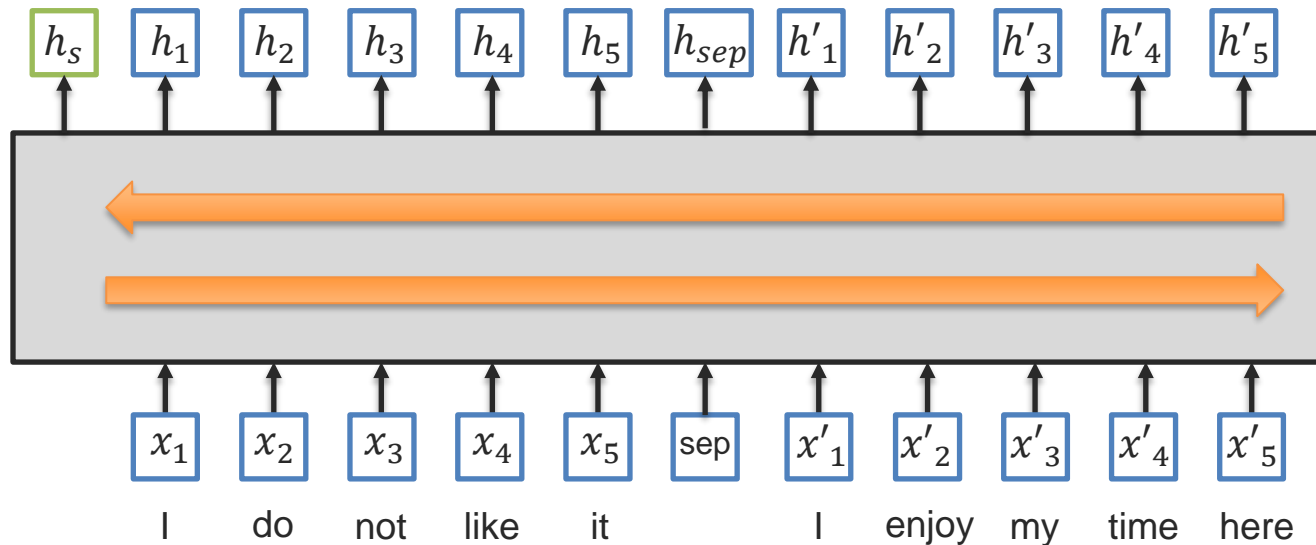 h_s h_1 h_2 h_3 h_4 h_5 h_sep h'_1 h'_2 h'_3 h'_4 h'_5
x_1 x_2 x_3 x_4 x_5 sep x'_1 x'_2 x'_3 x'_4 x'_5
I do not like it I enjoy my time here